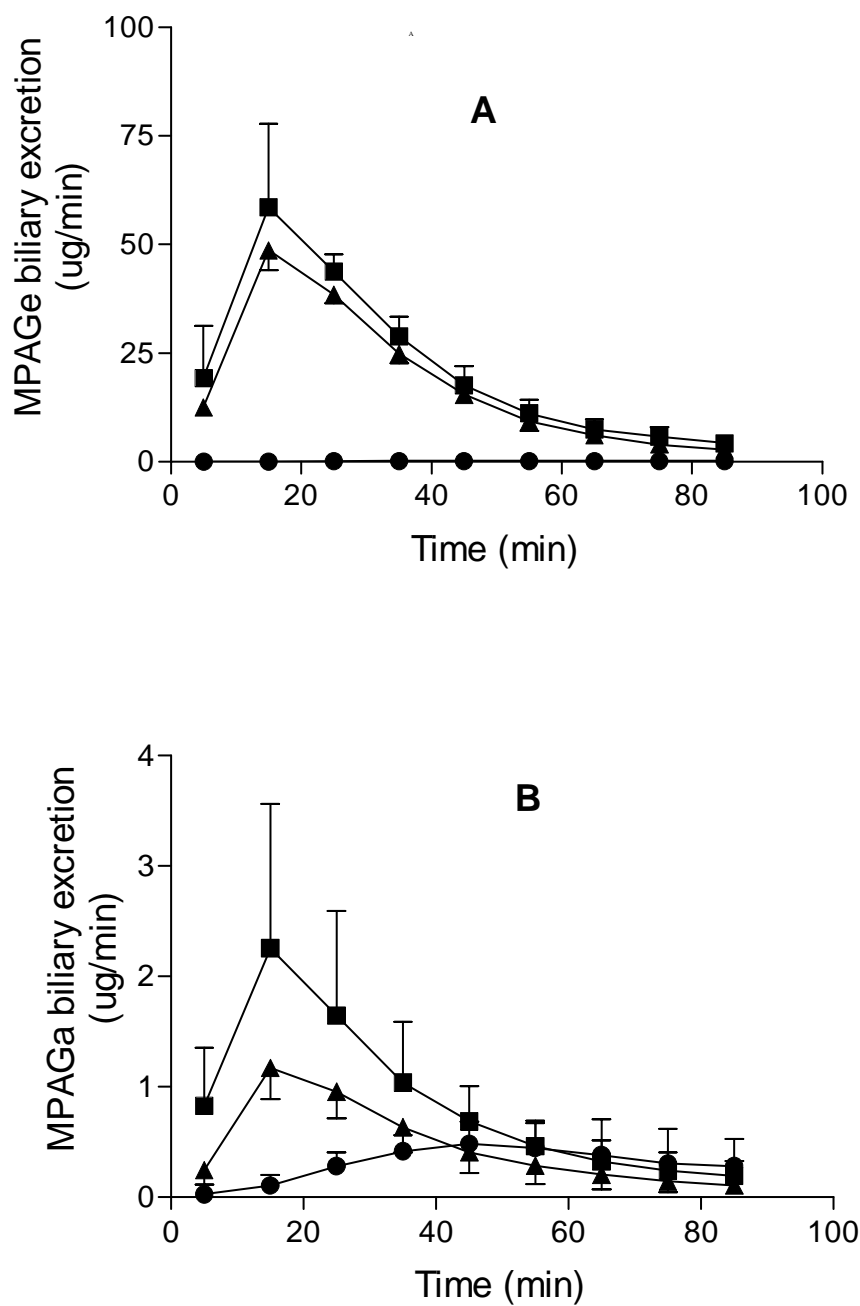 100
A
75
50
25
0
MPAGe biliary excretion
(ug/min)
A
0 20 40 60 80 100
Time (min)
4
3
2
1
0
MPAGa biliary excretion
(ug/min)
B
0 20 40 60 80 100
Time (min)